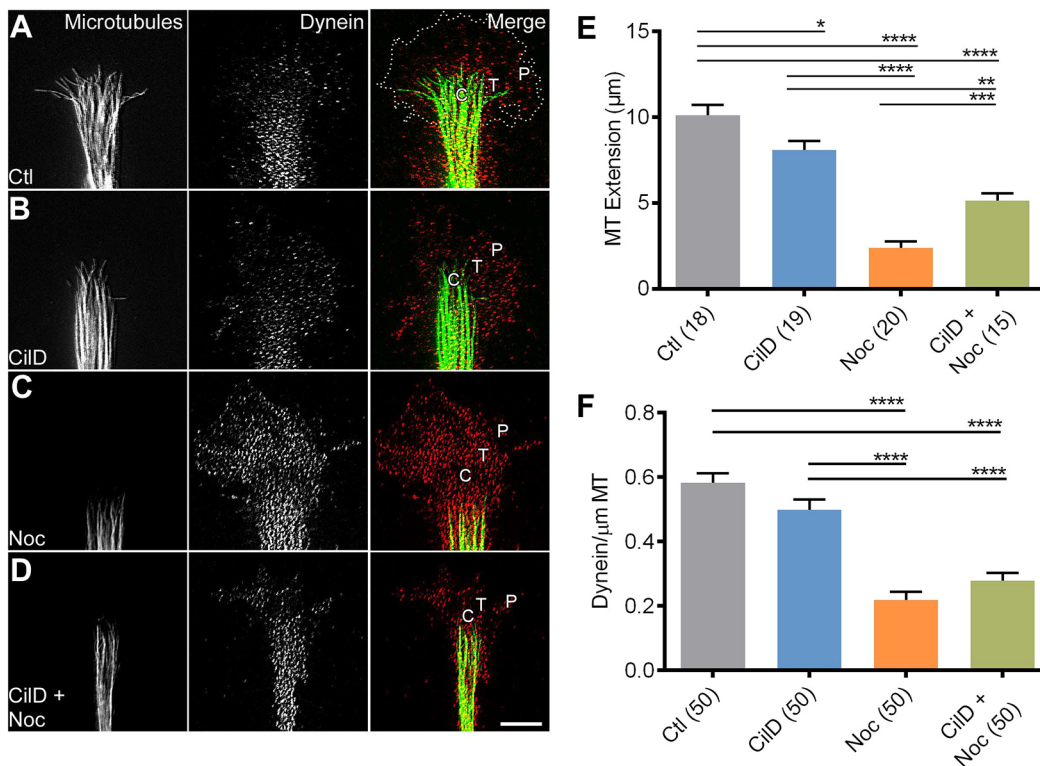 A
Microtubules
Dynein
Merge
C
T
P
Ctl
B
C
T
P
CilD
C
C
T
P
Noc
D
C
T
P
CilD +
Noc
E
MT Extension (µm)
15
10
5
0
*
****
****
****
**
***
Ctl (18)
CilD (19)
Noc (20)
CilD +
Noc (15)
F
Dynein/µm MT
0.8
0.6
0.4
0.2
0.0
****
****
****
****
Ctl (50)
CilD (50)
Noc (50)
CilD +
Noc (50)